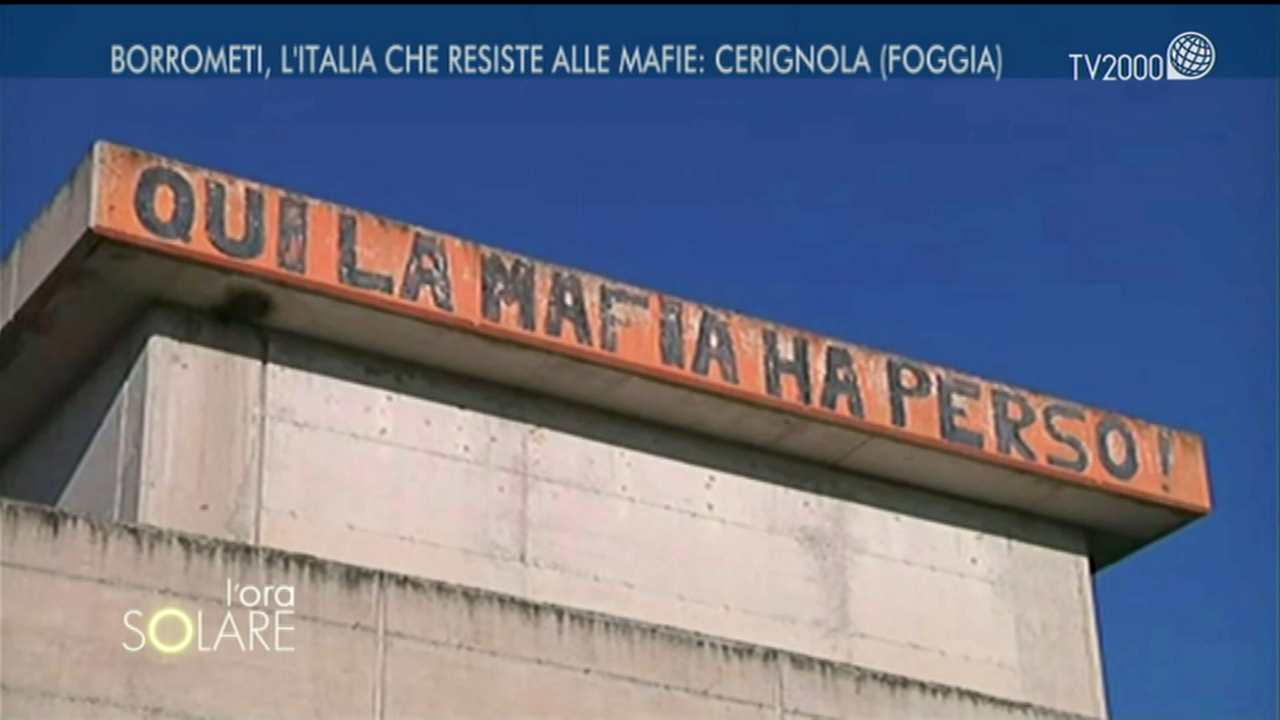 BORROMETI, L'ITALIA CHE RESISTE ALLE MAFIE: CERIGNOLA (FOGGIA)
TV2000
QUI LA MAFIA HA PERSO!
l'ora
SOLARE